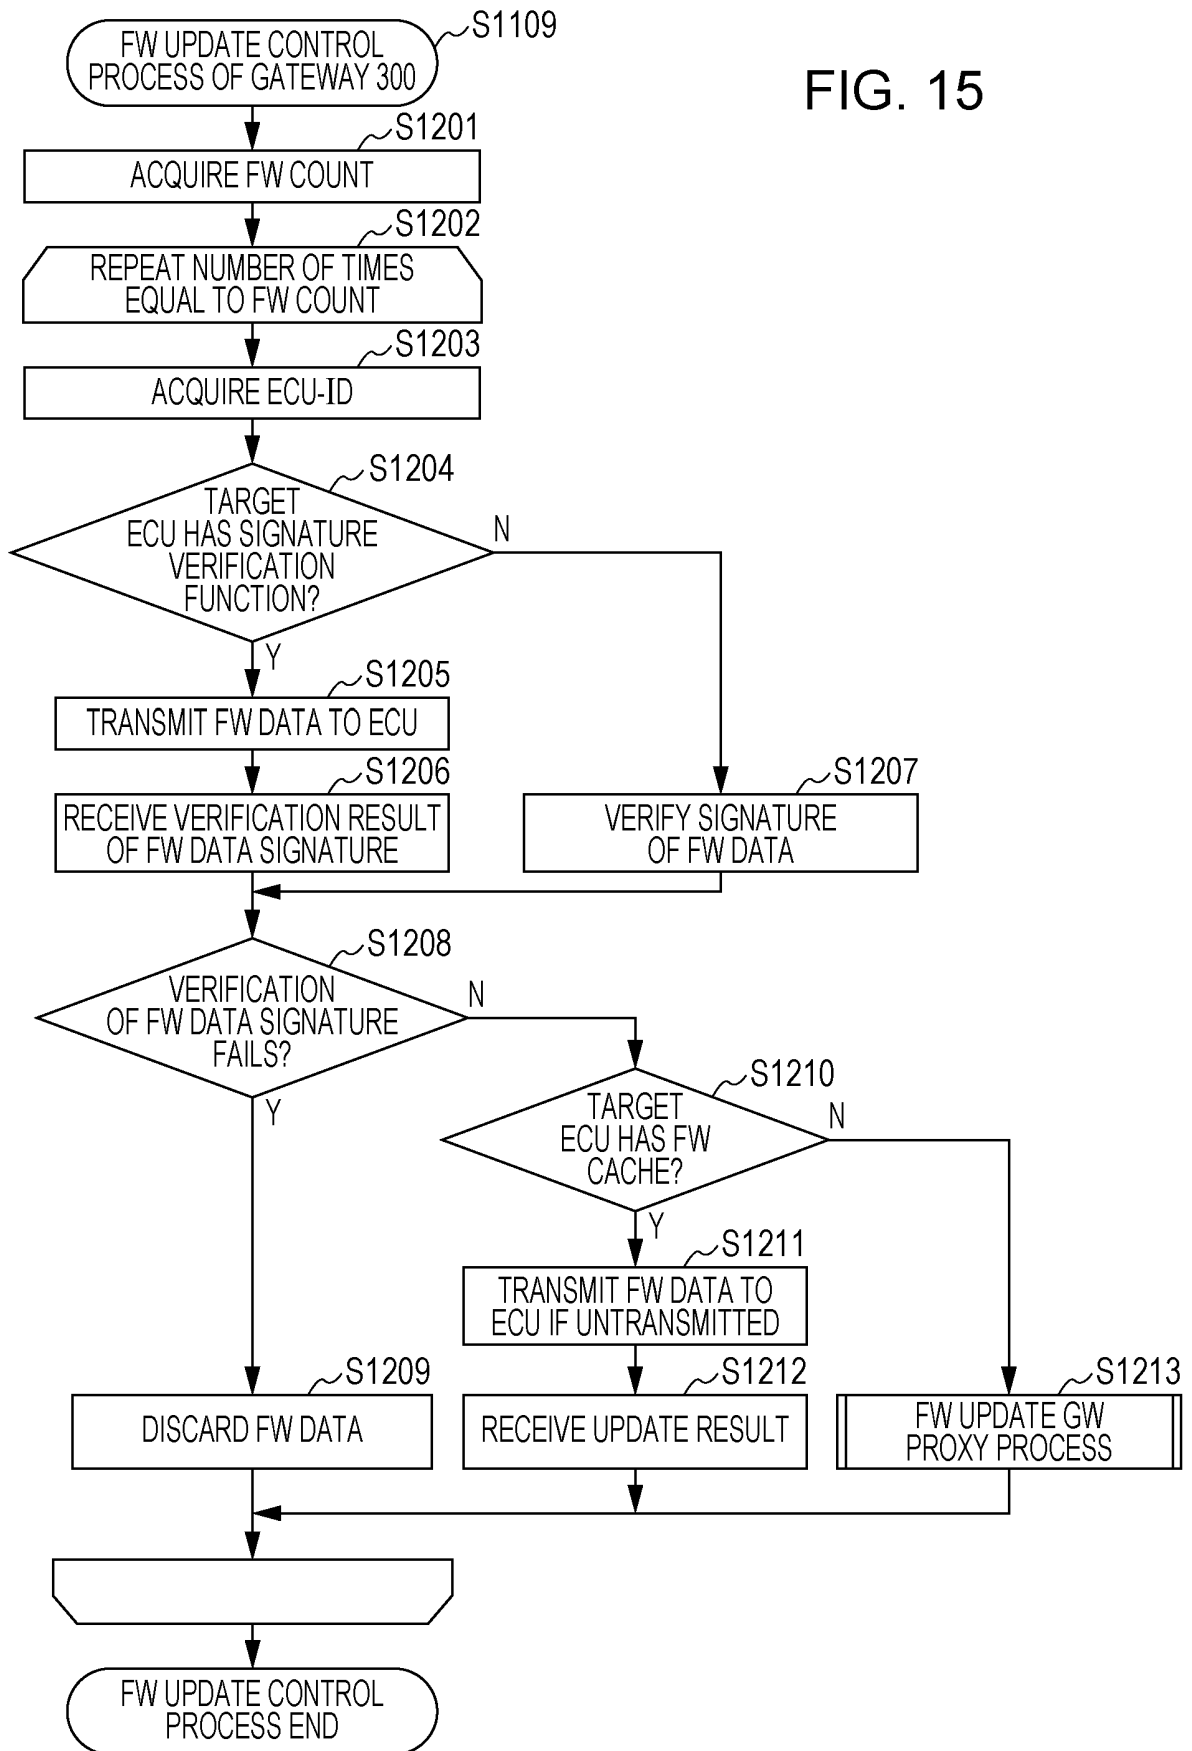 S1109
FW UPDATE CONTROL
PROCESS OF GATEWAY 300
FIG. 15
S1201
ACQUIRE FW COUNT
S1202
REPEAT NUMBER OF TIMES
EQUAL TO FW COUNT
S1203
ACQUIRE ECU-ID
S1204
TARGET
ECU HAS SIGNATURE
VERIFICATION
FUNCTION?
N
Y
S1205
TRANSMIT FW DATA TO ECU
S1206
RECEIVE VERIFICATION RESULT
OF FW DATA SIGNATURE
S1207
VERIFY SIGNATURE
OF FW DATA
S1208
VERIFICATION
OF FW DATA SIGNATURE
FAILS?
N
Y
S1210
TARGET
ECU HAS FW
CACHE?
N
Y
S1211
TRANSMIT FW DATA TO
ECU IF UNTRANSMITTED
S1209
DISCARD FW DATA
S1212
RECEIVE UPDATE RESULT
S1213
FW UPDATE GW
PROXY PROCESS
FW UPDATE CONTROL
PROCESS END